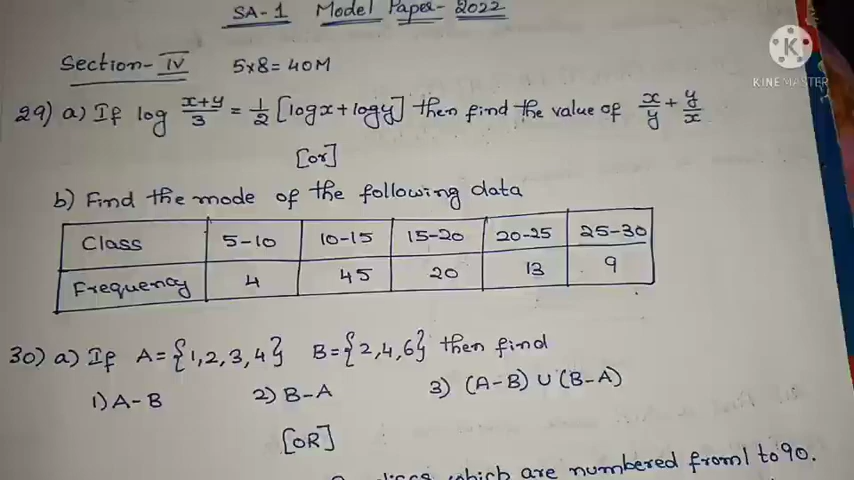 SA-1 Model Paper-2022
Section-IV 5×8=40M
K
KINEMASTER
29) a) If log (x+y)/3 = 1/2 [logx+logy] then find the value of x/y + y/x
[or]
b) Find the mode of the following data
Class 5-10 10-15 15-20 20-25 25-30
Frequency 4 45 20 13 9
30) a) If A={1,2,3,4} B={2,4,6} then find
1) A-B 2) B-A 3) (A-B) ∪ (B-A)
[OR]
which are numbered from 1 to 90.